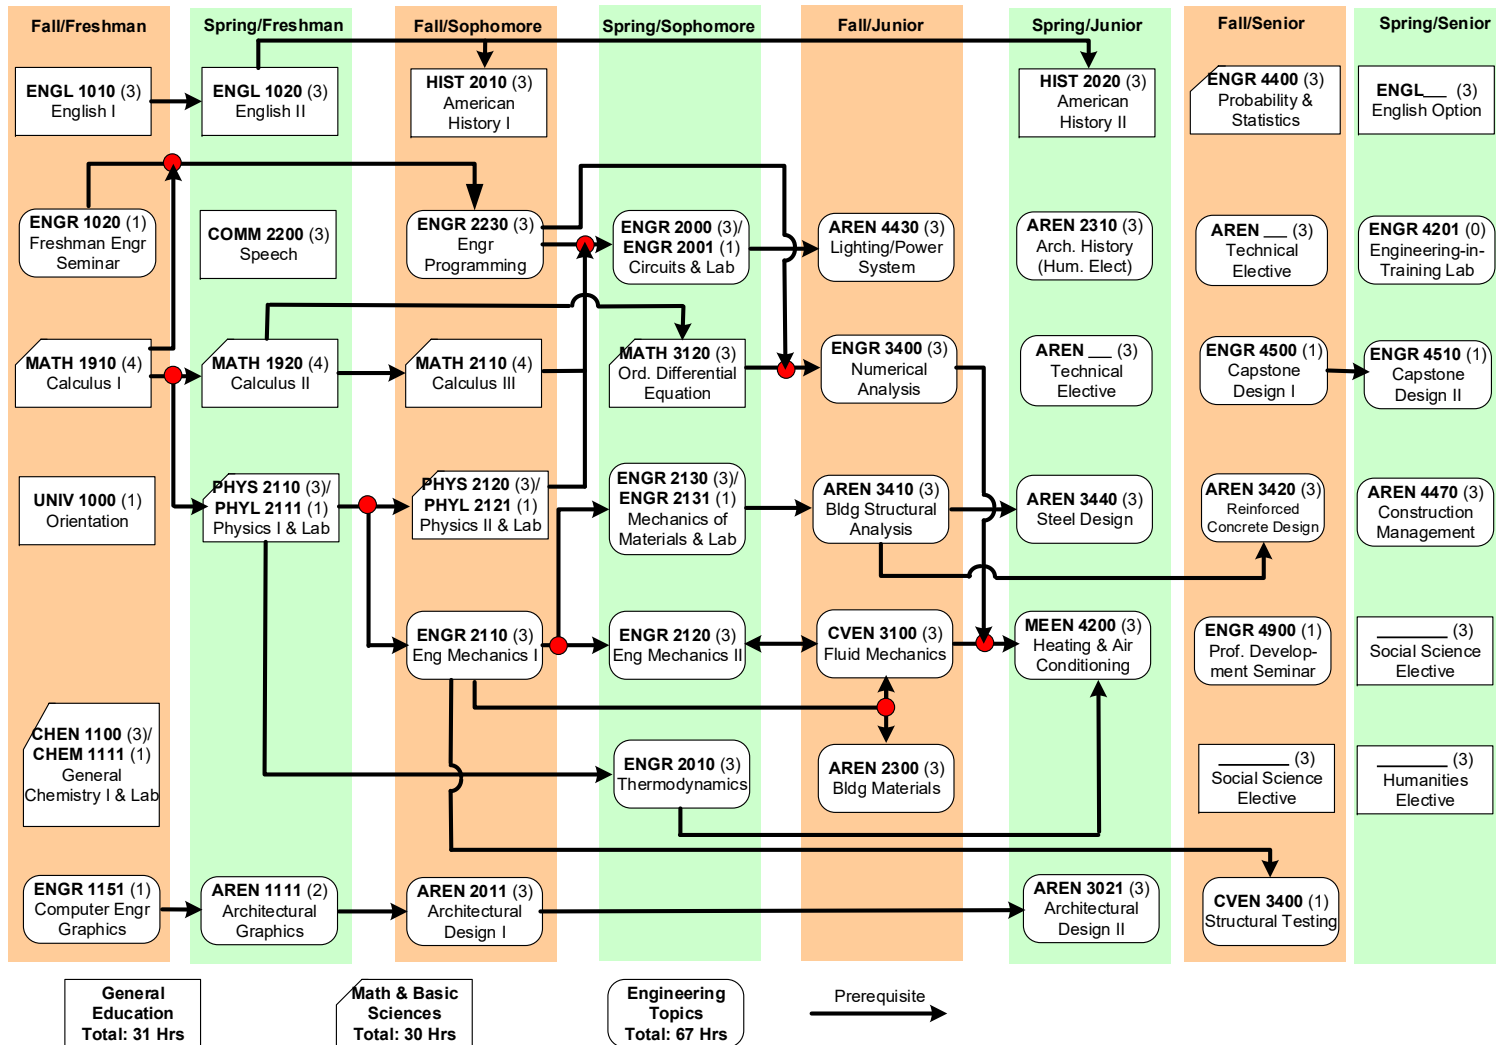 Fall/Freshman
Spring/Freshman
Fall/Sophomore
Spring/Sophomore
Fall/Junior
Spring/Junior
Fall/Senior
Spring/Senior
ENGL 1010 (3)
English I
ENGL 1020 (3)
English II
HIST 2010 (3)
American
History I
HIST 2020 (3)
American
History II
ENGR 4400 (3)
Probability &
Statistics
ENGL___ (3)
English Option
ENGR 1020 (1)
Freshman Engr
Seminar
COMM 2200 (3)
Speech
ENGR 2230 (3)
Engr
Programming
ENGR 2000 (3)/
ENGR 2001 (1)
Circuits & Lab
AREN 4430 (3)
Lighting/Power
System
AREN 2310 (3)
Arch. History
(Hum. Elect)
AREN ___ (3)
Technical
Elective
ENGR 4201 (0)
Engineering-in-
Training Lab
MATH 1910 (4)
Calculus I
MATH 1920 (4)
Calculus II
MATH 2110 (4)
Calculus III
MATH 3120 (3)
Ord. Differential
Equation
ENGR 3400 (3)
Numerical
Analysis
AREN ___ (3)
Technical
Elective
ENGR 4500 (1)
Capstone
Design I
ENGR 4510 (1)
Capstone
Design II
UNIV 1000 (1)
Orientation
PHYS 2110 (3)/
PHYL 2111 (1)
Physics I & Lab
PHYS 2120 (3)/
PHYL 2121 (1)
Physics II & Lab
ENGR 2130 (3)/
ENGR 2131 (1)
Mechanics of
Materials & Lab
AREN 3410 (3)
Bldg Structural
Analysis
AREN 3440 (3)
Steel Design
AREN 3420 (3)
Reinforced
Concrete Design
AREN 4470 (3)
Construction
Management
ENGR 2110 (3)
Eng Mechanics I
ENGR 2120 (3)
Eng Mechanics II
CVEN 3100 (3)
Fluid Mechanics
MEEN 4200 (3)
Heating & Air
Conditioning
ENGR 4900 (1)
Prof. Develop-
ment Seminar
________ (3)
Social Science
Elective
CHEN 1100 (3)/
CHEM 1111 (1)
General
Chemistry I & Lab
ENGR 2010 (3)
Thermodynamics
AREN 2300 (3)
Bldg Materials
________ (3)
Social Science
Elective
________ (3)
Humanities
Elective
ENGR 1151 (1)
Computer Engr
Graphics
AREN 1111 (2)
Architectural
Graphics
AREN 2011 (3)
Architectural
Design I
AREN 3021 (3)
Architectural
Design II
CVEN 3400 (1)
Structural Testing
General
Education
Total: 31 Hrs
Math & Basic
Sciences
Total: 30 Hrs
Engineering
Topics
Total: 67 Hrs
Prerequisite